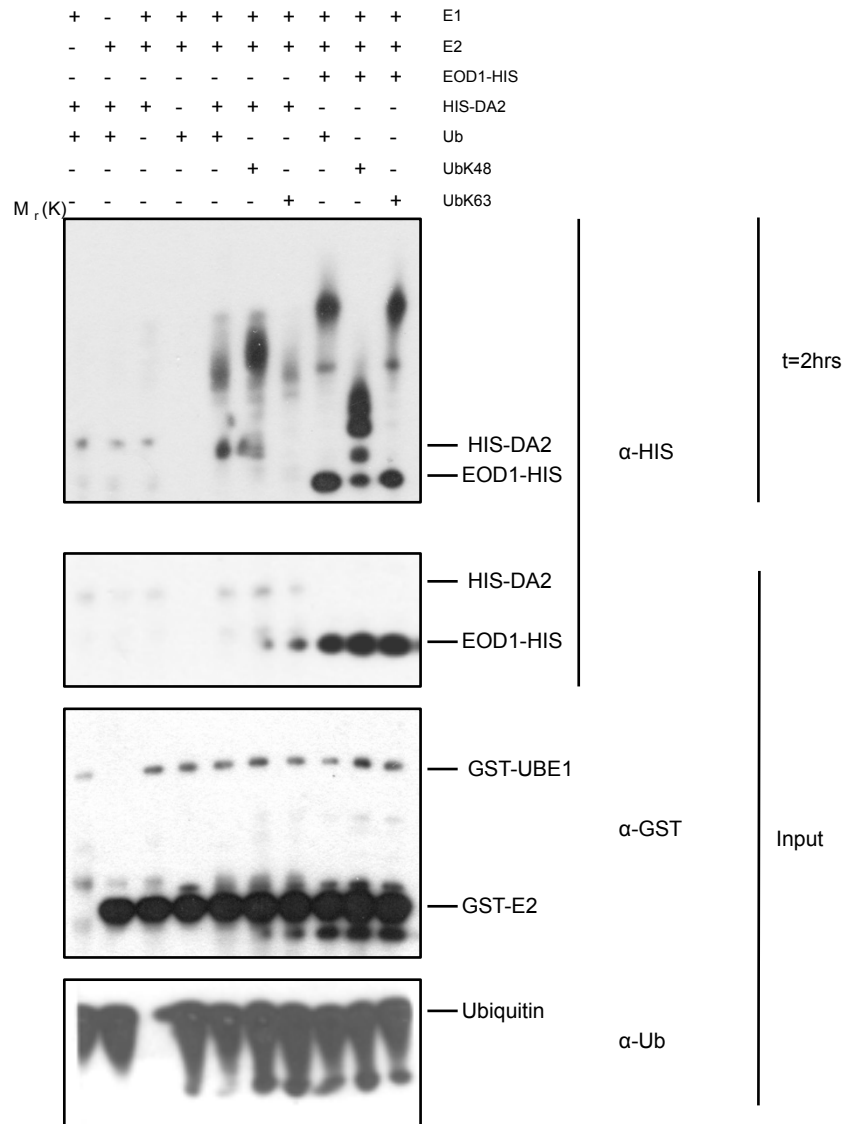 + - + + + + + + + + E1
- + + + + + + + + + E2
- - - - - - - + + + EOD1-HIS
+ + + - + + + - - - HIS-DA2
+ + - + + - - + - - Ub
- - - - - + - - + - UbK48
- - - - - - + - - + UbK63
M r (K)
t=2hrs
HIS-DA2
α-HIS
EOD1-HIS
HIS-DA2
EOD1-HIS
GST-UBE1
α-GST
Input
GST-E2
Ubiquitin
α-Ub